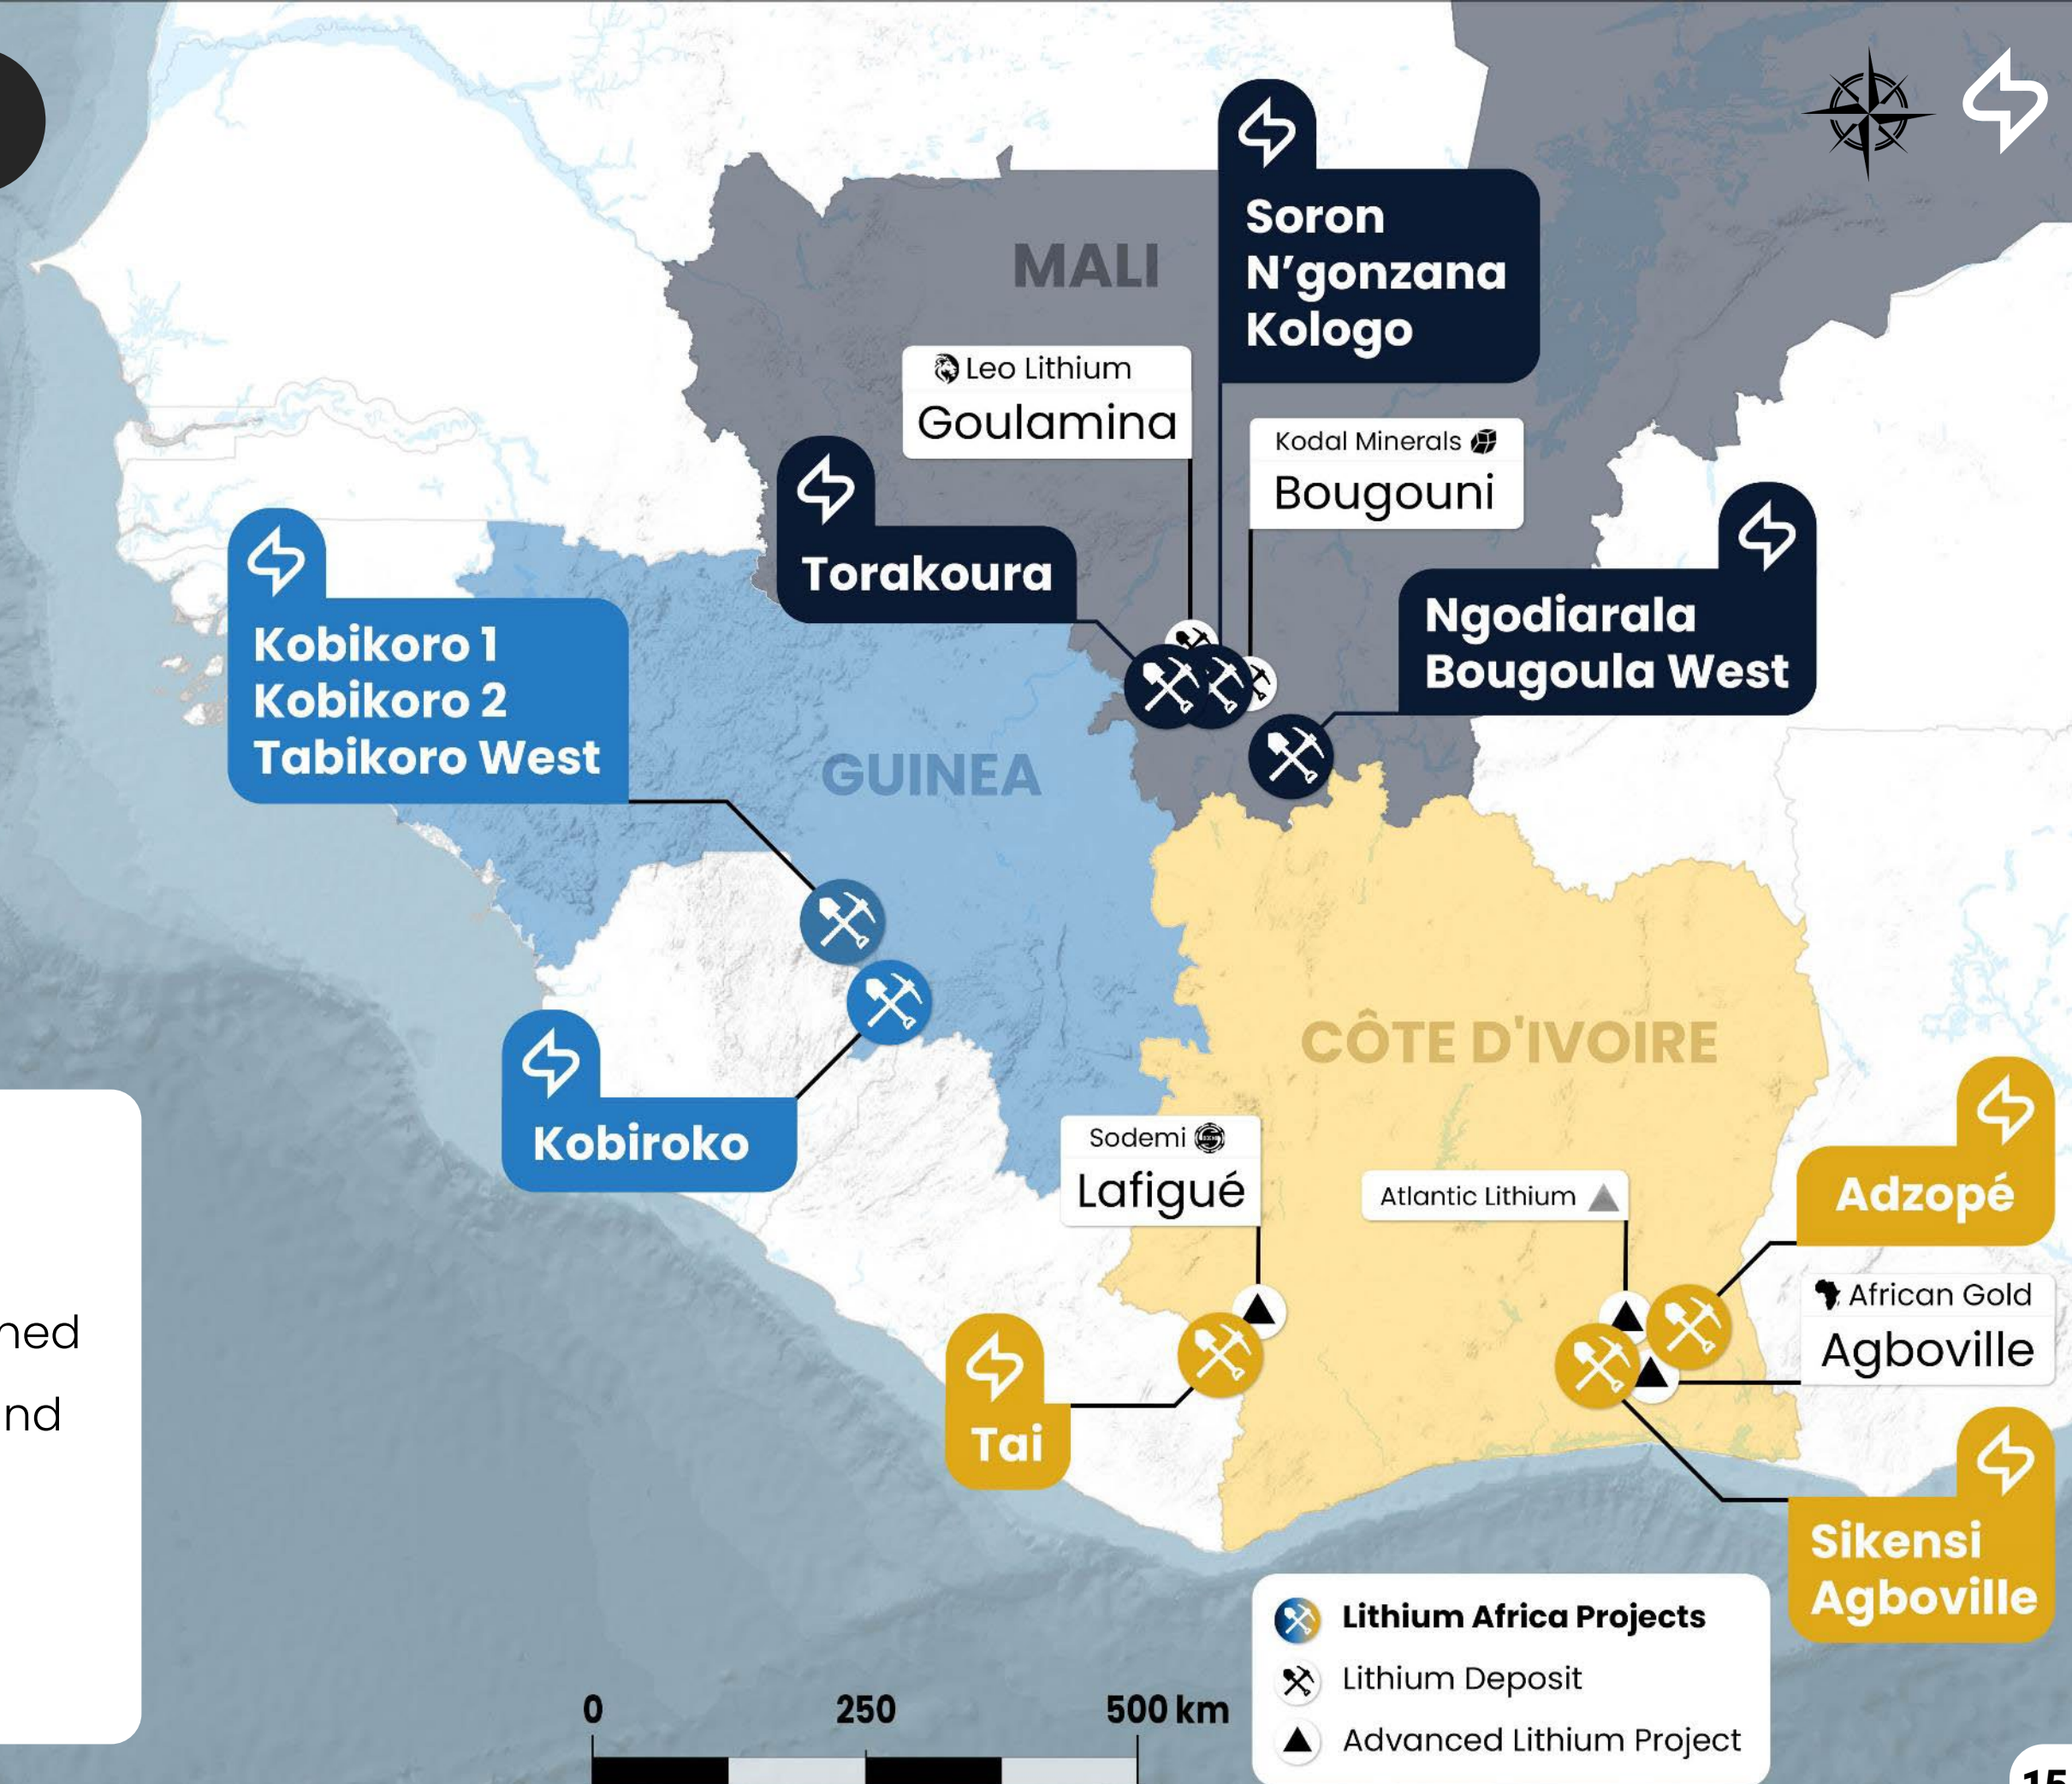 Soron
N'gonzana
Kologo
MALI
Leo Lithium
Goulamina
Kodal Minerals
Bougouni
Torakoura
Ngodiarala
Bougoula West
Kobikoro 1
Kobikoro 2
Tabikoro West
GUINEA
Kobiroko
CÔTE D'IVOIRE
Sodemi
Lafigué
Atlantic Lithium
Adzopé
African Gold
Agboville
Tai
Sikensi
Agboville
ned
nd
Lithium Africa Projects
Lithium Deposit
Advanced Lithium Project
0 250 500 km
15